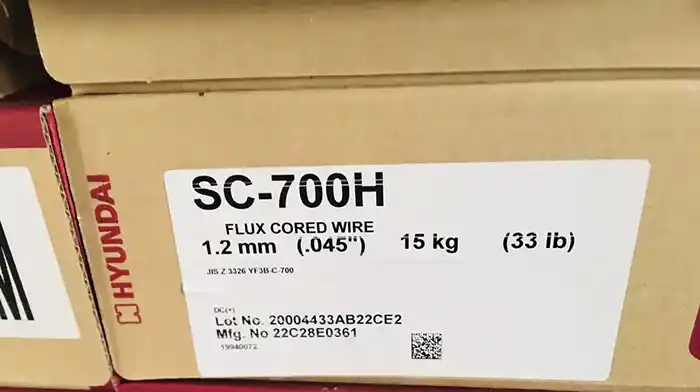 HYUNDAI
SC-700H
FLUX CORED WIRE
1.2 mm (.045") 15 kg (33 ib)
JIS Z 3326 YF3B-C-700
DC(+)
Lot No. 20004433AB22CE2
Mfg. No 22C28E0361
19940072